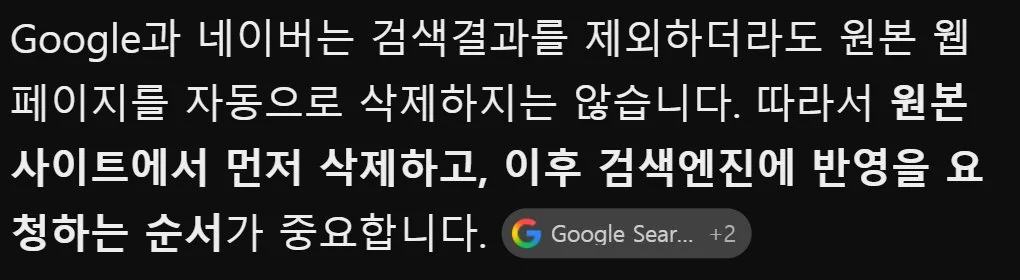 Google과 네이버는 검색결과를 제외하더라도 원본 웹
페이지를 자동으로 삭제하지는 않습니다. 따라서 원본
사이트에서 먼저 삭제하고, 이후 검색엔진에 반영을 요
청하는 순서가 중요합니다. Google Sear... +2